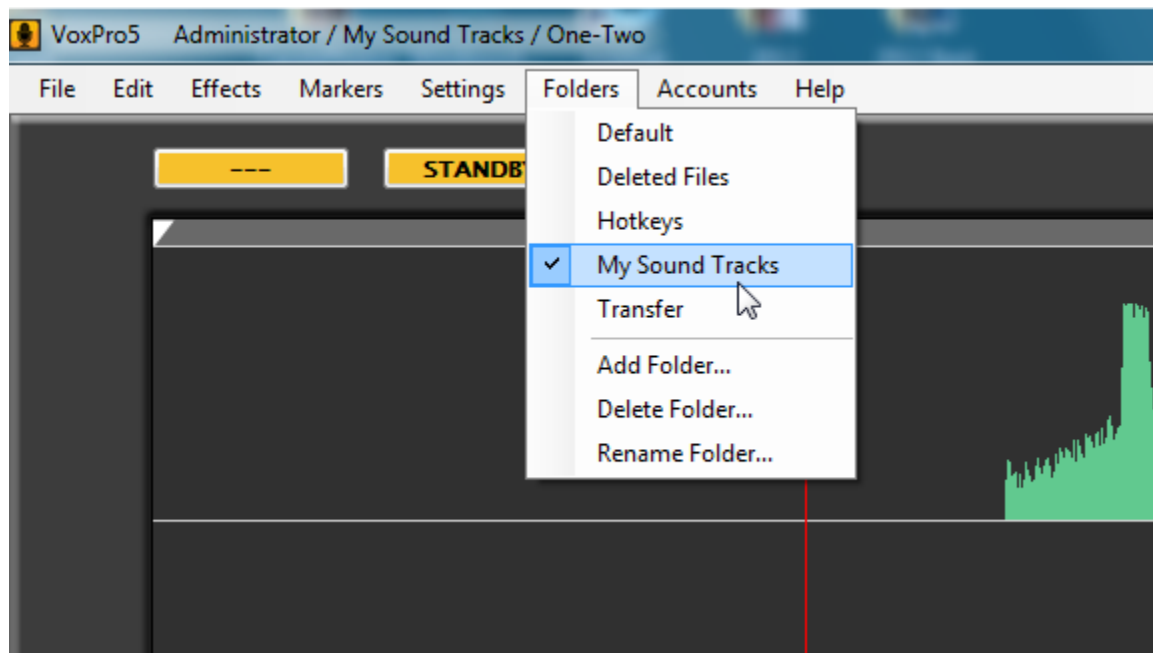 VoxPro5 Administrator / My Sound Tracks / One-Two
File Edit Effects Markers Settings Folders Accounts Help
---
Default
Deleted Files
Hotkeys
My Sound Tracks
Transfer
Add Folder...
Delete Folder...
Rename Folder...